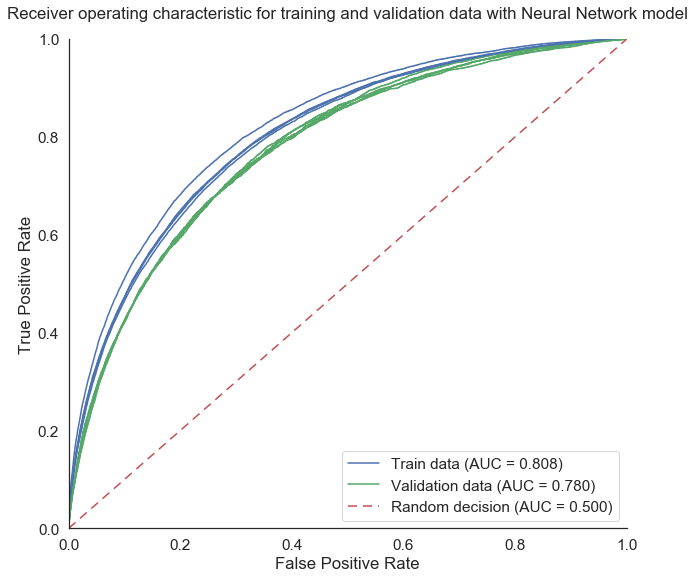 Receiver operating characteristic for training and validation data with Neural Network model
1.0
0.8
0.6
0.4
0.2
0.0
True Positive Rate
Train data (AUC = 0.808)
Validation data (AUC = 0.780)
Random decision (AUC = 0.500)
0.0 0.2 0.4 0.6 0.8 1.0
False Positive Rate